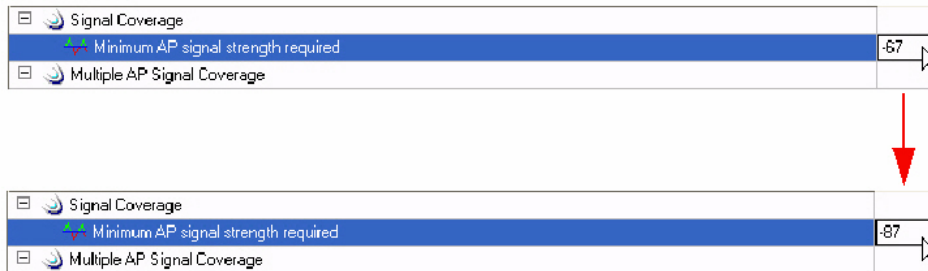 Signal Coverage
Minimum AP signal strength required -67
Multiple AP Signal Coverage
Signal Coverage
Minimum AP signal strength required -87
Multiple AP Signal Coverage